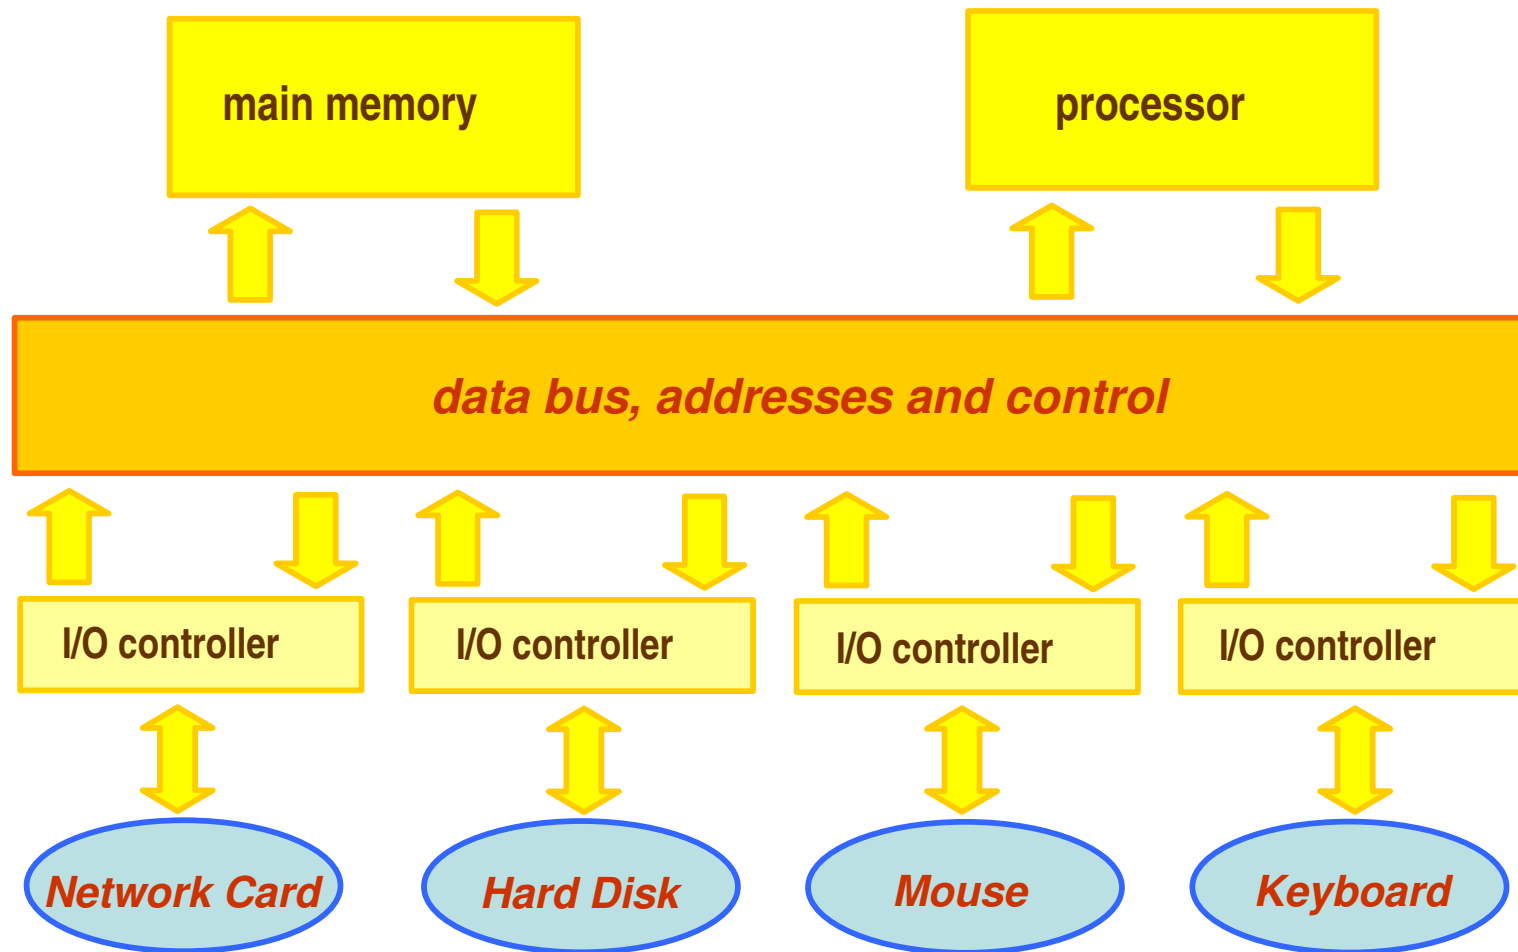 main memory
processor
data bus, addresses and control
I/O controller
I/O controller
I/O controller
I/O controller
Network Card
Hard Disk
Mouse
Keyboard